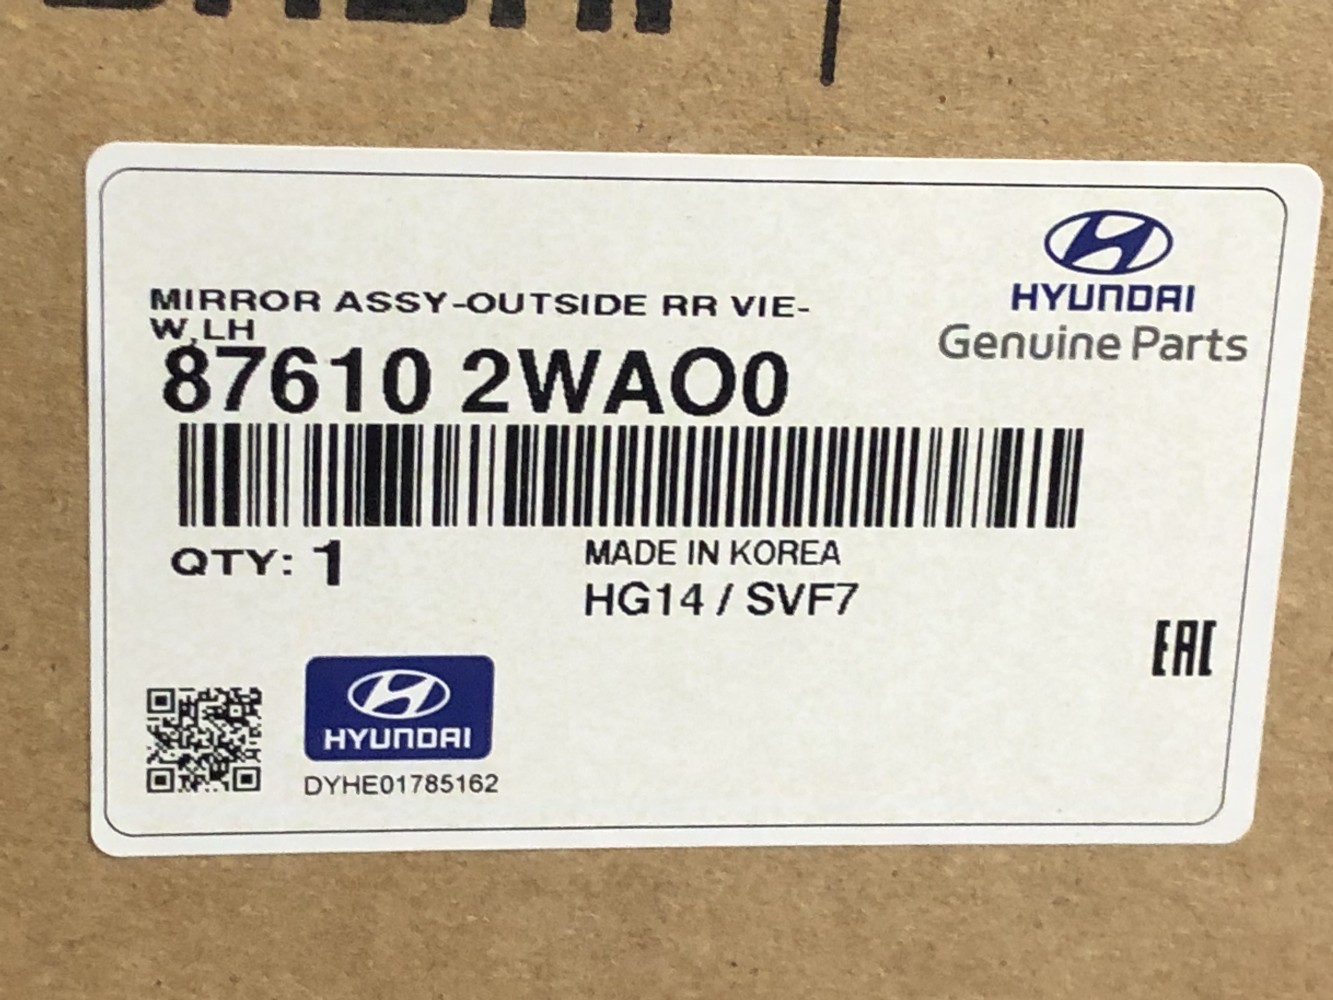 HYUNDAI
Genuine Parts
MIRROR ASSY-OUTSIDE RR VIE-
W,LH
87610 2WAO0
QTY: 1
MADE IN KOREA
HG14 / SVF7
EAC
HYUNDAI
DYHE01785162